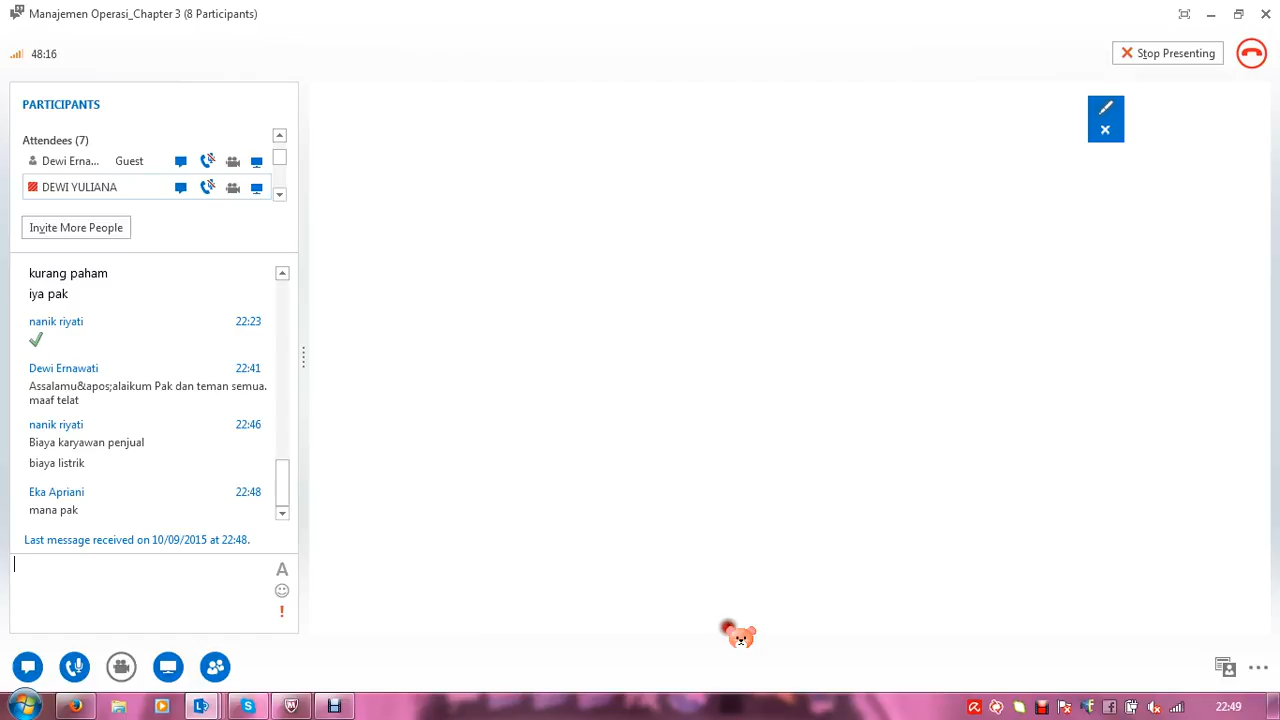 Manajemen Operasi_Chapter 3 (8 Participants)
48:16
Stop Presenting
PARTICIPANTS
Attendees (7)
Dewi Erna... Guest
DEWI YULIANA
Invite More People
kurang paham
iya pak
nanik riyati 22:23
Dewi Ernawati 22:41
Assalamu&apos;alaikum Pak dan teman semua.
maaf telat
nanik riyati 22:46
Biaya karyawan penjual
biaya listrik
Eka Apriani 22:48
mana pak
Last message received on 10/09/2015 at 22:48.
A
22:49